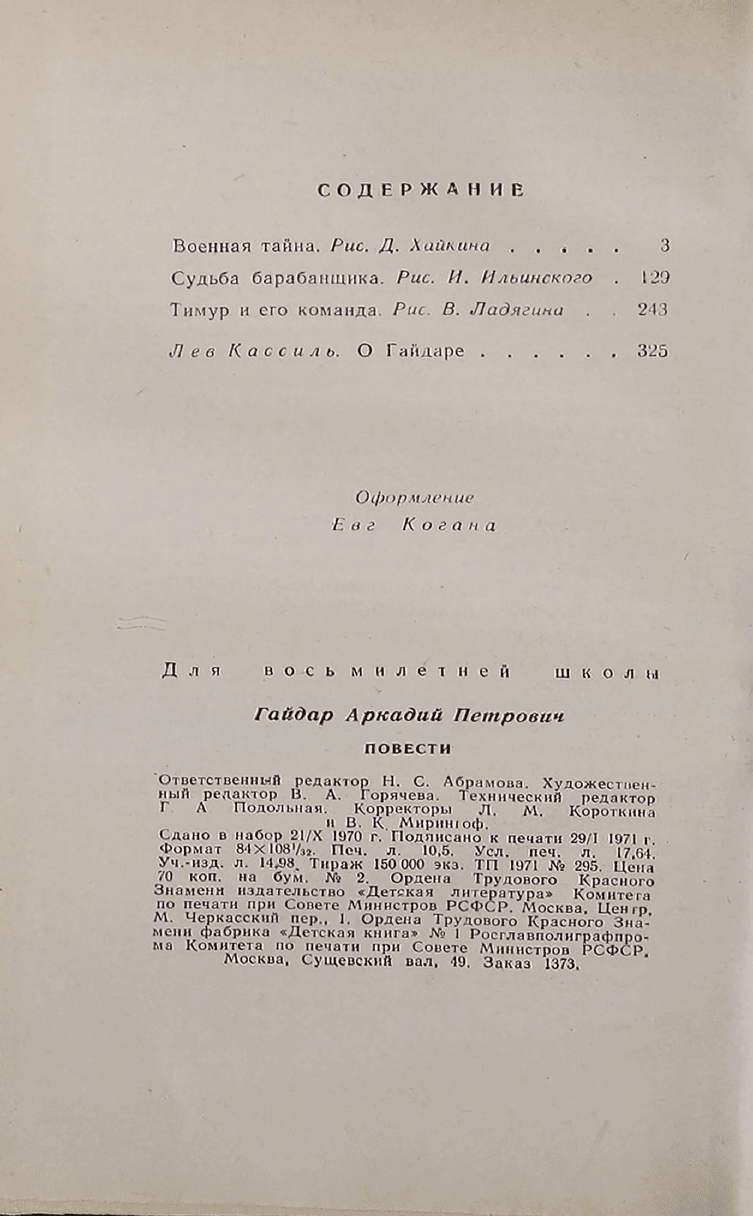 СОДЕРЖАНИЕ
Военная тайна. Рис. Д. Хайкина . . . . . 3
Судьба барабанщика. Рис. И. Ильинского . 129
Тимур и его команда. Рис. В. Ладягина . . 243
Лев Кассиль. О Гайдаре . . . . . . 325
Оформление
Евг Когана
Для восьмилетней школы
Гайдар Аркадий Петрович
ПОВЕСТИ
Ответственный редактор Н. С. Абрамова. Художествен-
ный редактор В. А. Горячева. Технический редактор
Г. А. Подольная. Корректоры Л. М. Короткина
и В. К. Мирингоф.
Сдано в набор 21/X 1970 г. Подписано к печати 29/1 1971 г.
Формат 84×108¹/₃₂. Печ. л. 10,5. Усл. печ. л. 17,64.
Уч.-изд. л. 14,98. Тираж 150 000 экз. ТП 1971 № 295. Цена
70 коп. на бум. № 2. Ордена Трудового Красного
Знамени издательство «Детская литература» Комитета
по печати при Совете Министров РСФСР. Москва, Центр,
М. Черкасский пер., 1. Ордена Трудового Красного Зна-
мени фабрика «Детская книга» № 1 Росглавполиграфпро-
ма Комитета по печати при Совете Министров РСФСР.
Москва, Сущевский вал, 49. Заказ 1373.